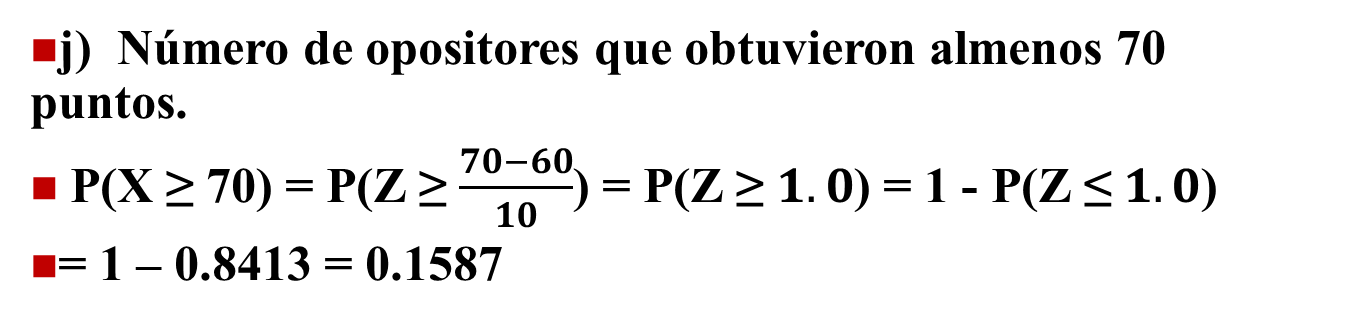 ■j)  Número de opositores que obtuvieron almenos 70
puntos.
■ P(X ≥ 70) = P(Z ≥ \frac{70−60}{10}) = P(Z ≥ 1.0) = 1 - P(Z ≤ 1.0)
■= 1 – 0.8413 = 0.1587